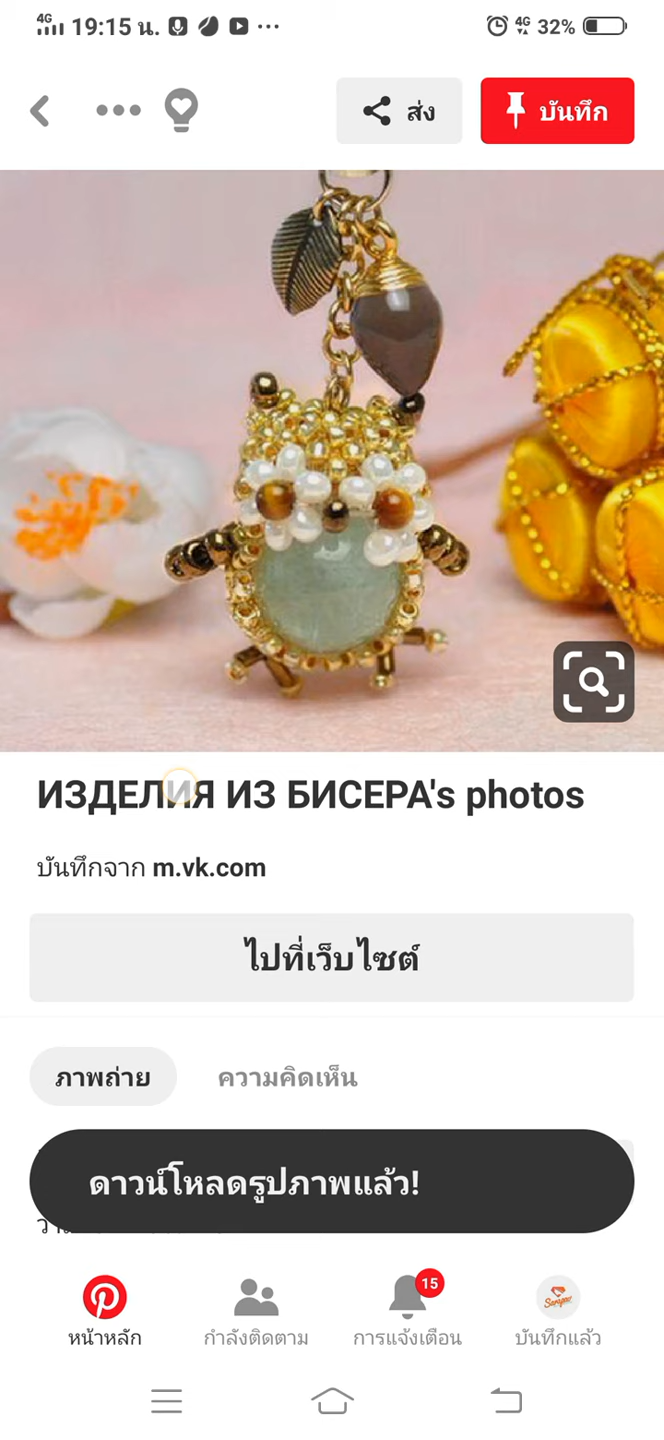 4G 19:15 น. 4G 32%
ส่ง บันทึก
ИЗДЕЛИЯ ИЗ БИСЕРА's photos
บันทึกจาก m.vk.com
ไปที่เว็บไซต์
ภาพถ่าย ความคิดเห็น
ดาวน์โหลดรูปภาพแล้ว!
15
หน้าหลัก กำลังติดตาม การแจ้งเตือน บันทึกแล้ว